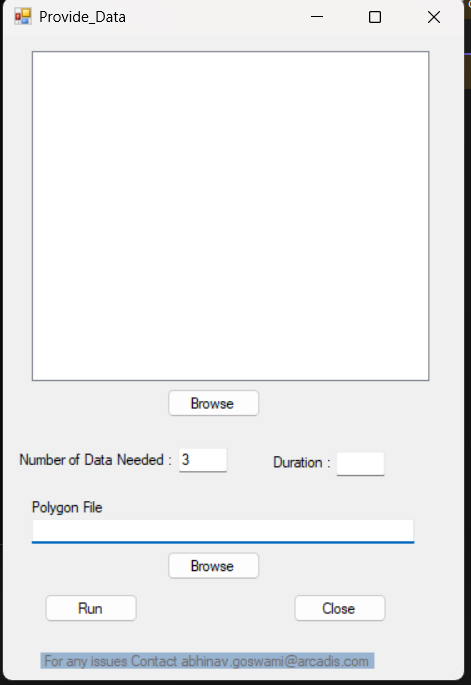 Provide_Data
Browse
Number of Data Needed : 3
Duration :
Polygon File
Browse
Run
Close
For any issues Contact abhinav.goswami@arcadis.com